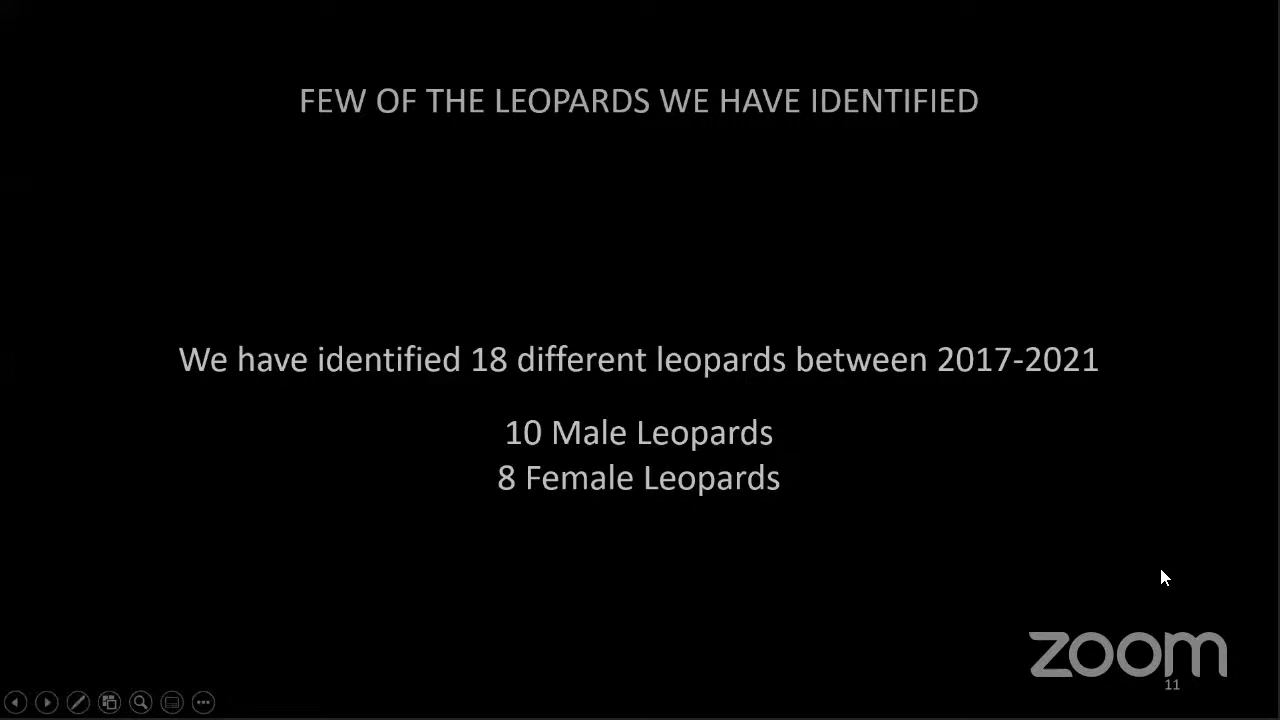 FEW OF THE LEOPARDS WE HAVE IDENTIFIED
We have identified 18 different leopards between 2017-2021
10 Male Leopards
8 Female Leopards
zoom
11